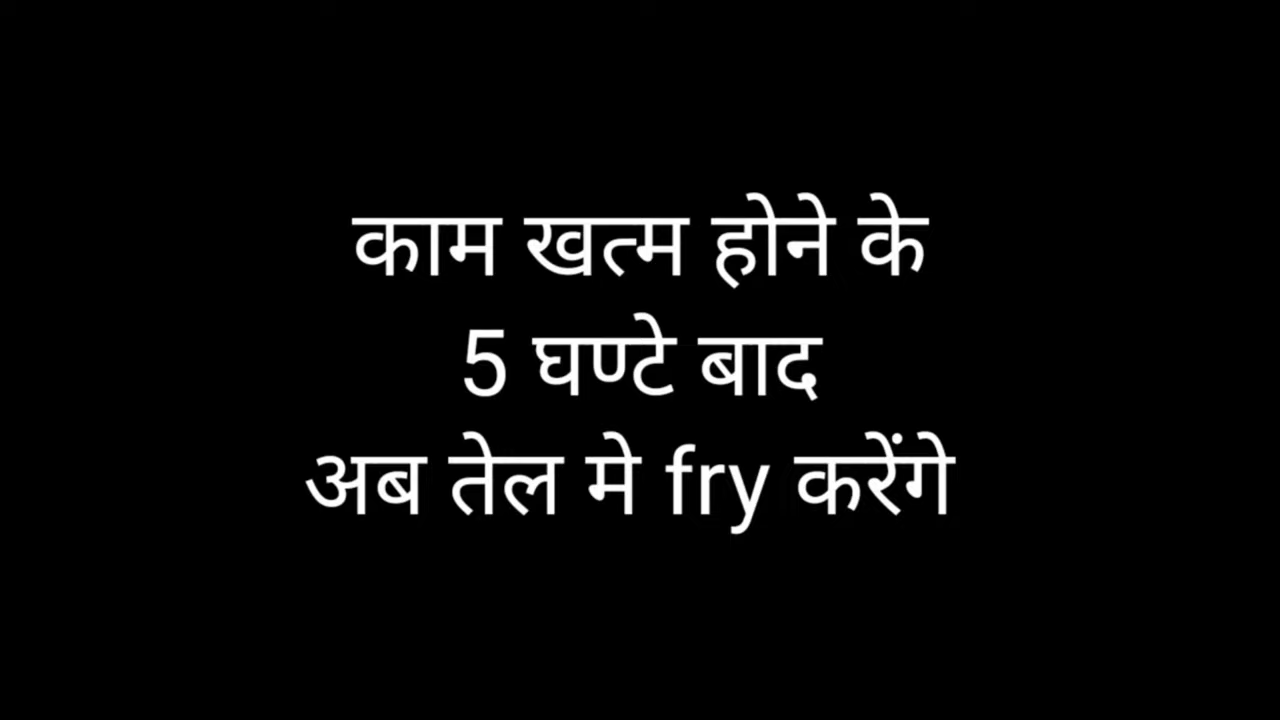 काम खत्म होने के
5 घण्टे बाद
अब तेल मे fry करेंगे